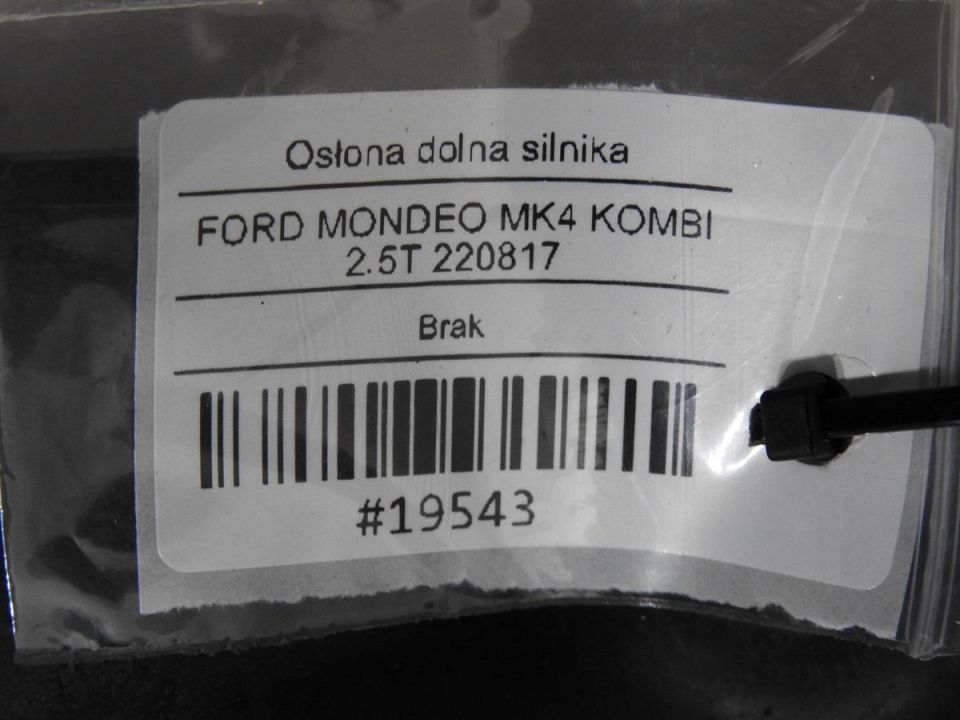 Osłona dolna silnika
FORD MONDEO MK4 KOMBI
2.5T 220817
Brak
#19543